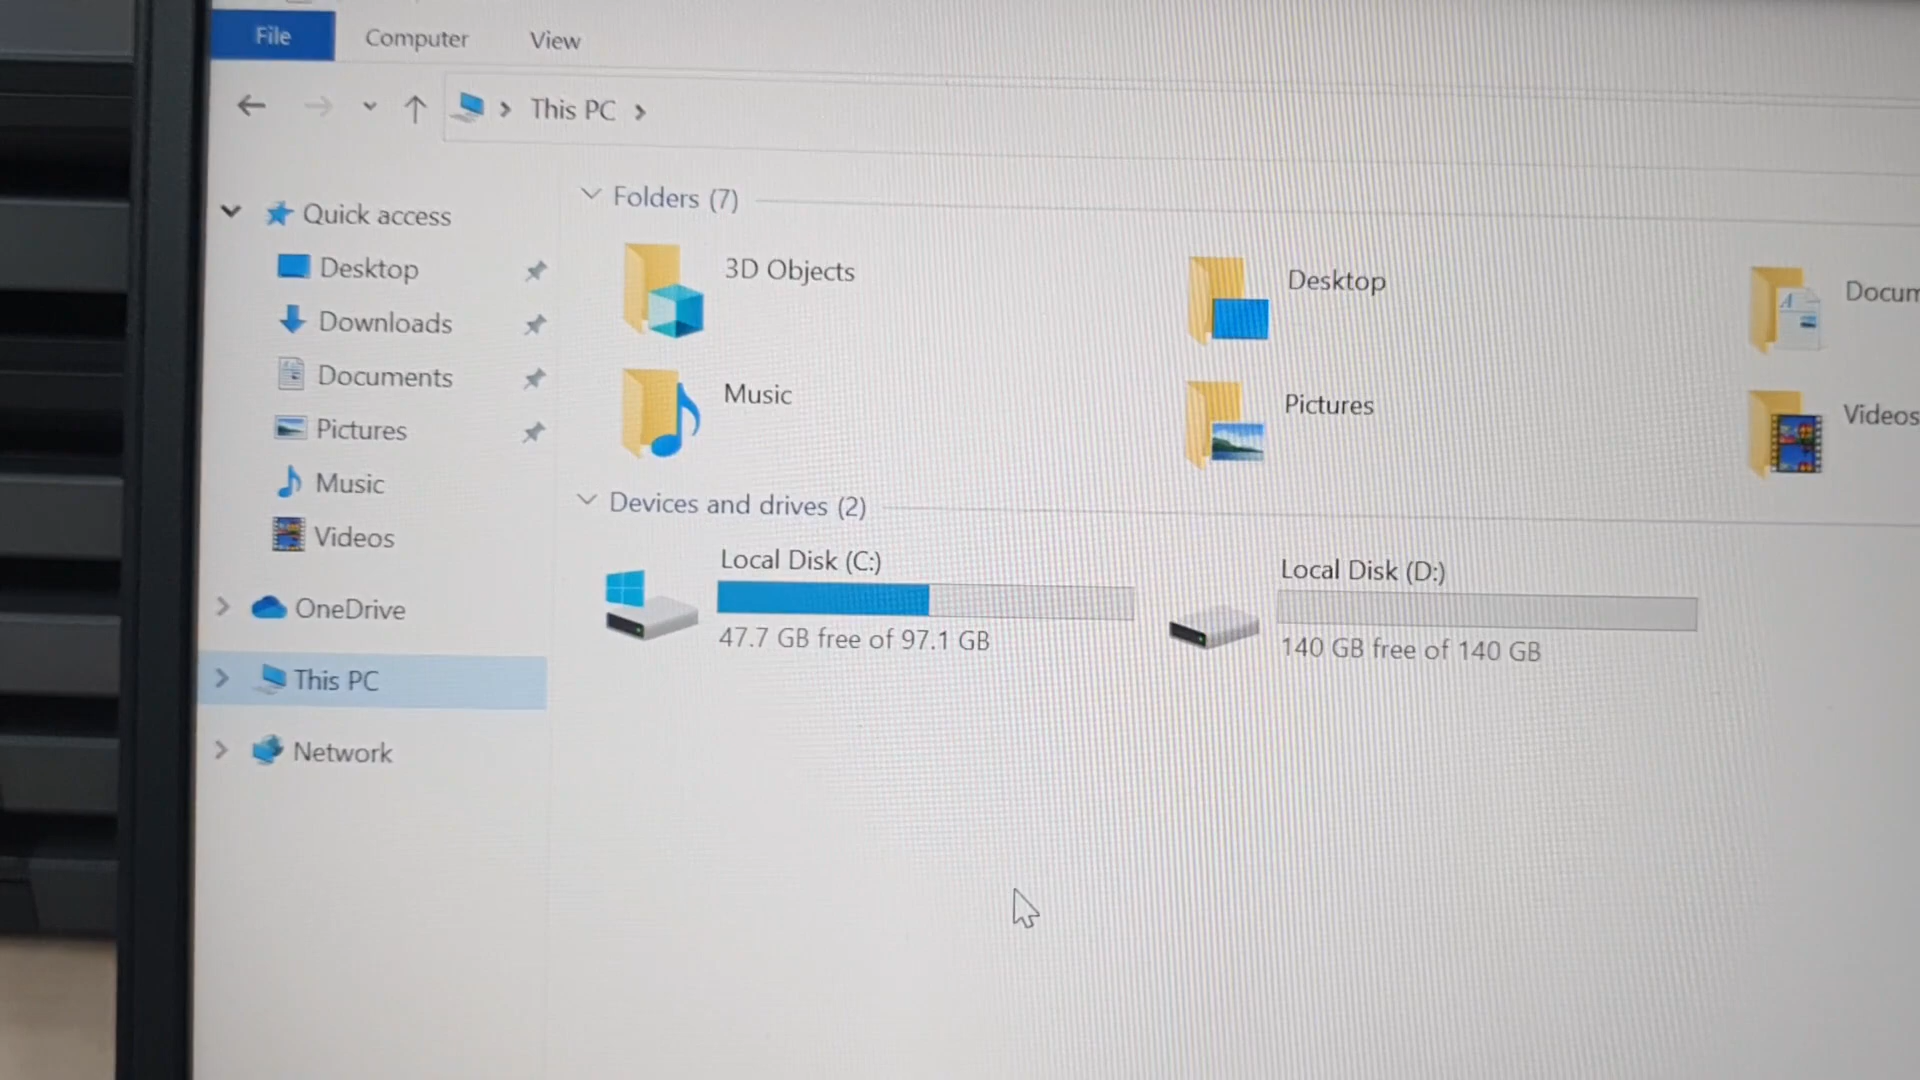 File Computer View
This PC
Quick access
Desktop
Downloads
Documents
Pictures
Music
Videos
OneDrive
This PC
Network
Folders (7)
3D Objects Desktop Docum
Music Pictures Videos
Devices and drives (2)
Local Disk (C:)
47.7 GB free of 97.1 GB
Local Disk (D:)
140 GB free of 140 GB